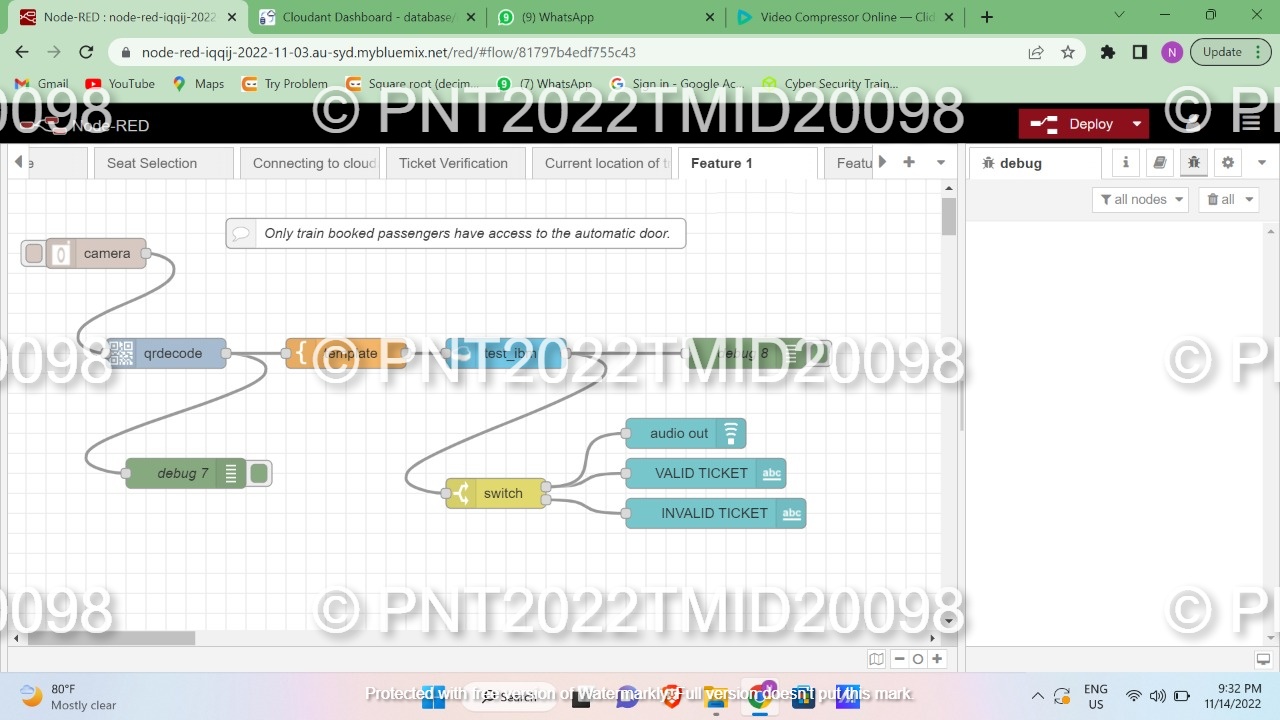 Node-RED : node-red-iqqij-2022
Cloudant Dashboard - database/
(9) WhatsApp
Video Compressor Online — Clid
node-red-iqqij-2022-11-03.au-syd.mybluemix.net/red/#flow/81797b4edf755c43
N
Update
Gmail
YouTube
Maps
Try Problem
Square root (decim...
(7) WhatsApp
Sign in - Google Ac...
Cyber Security Train...
0098
© PNT2022TMID20098
© P
Node-RED
Deploy
e
Seat Selection
Connecting to cloud
Ticket Verification
Current location of t
Feature 1
Featu
debug
all nodes
all
Only train booked passengers have access to the automatic door.
camera
qrdecode
template
test_ibm
debug 8
0098
© PNT2022TMID20098
© P
audio out
debug 7
VALID TICKET
abc
switch
INVALID TICKET
abc
0098
© PNT2022TMID20098
© P
80°F
Mostly clear
Search
Protected with free version of Watermarkly. Full version doesn't put this mark.
ENG
US
9:32 PM
11/14/2022